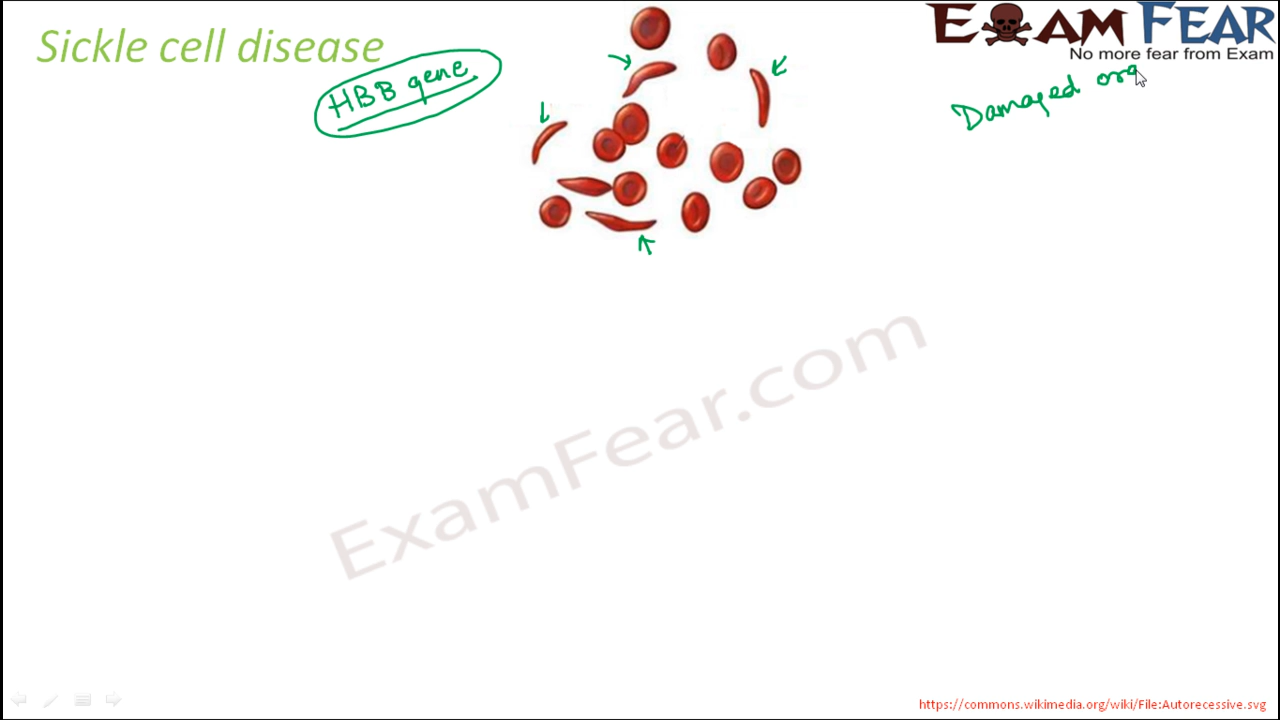 Sickle cell disease
HBB gene
EXAM FEAR
No more fear from Exam
Damaged org
ExamFear.com
https://commons.wikimedia.org/wiki/File:Autorecessive.svg